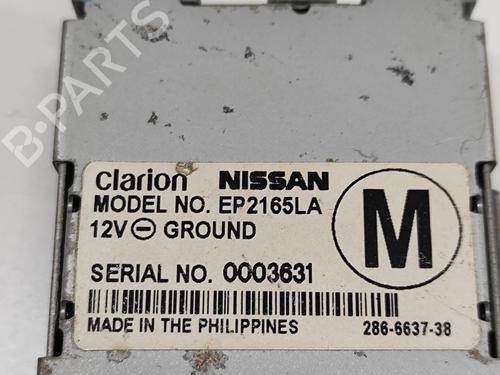 B-PARTS
clarion NISSAN
MODEL NO. EP2165LA
12V ⊖ GROUND
M
SERIAL NO. 0003631
MADE IN THE PHILIPPINES 286-6637-38